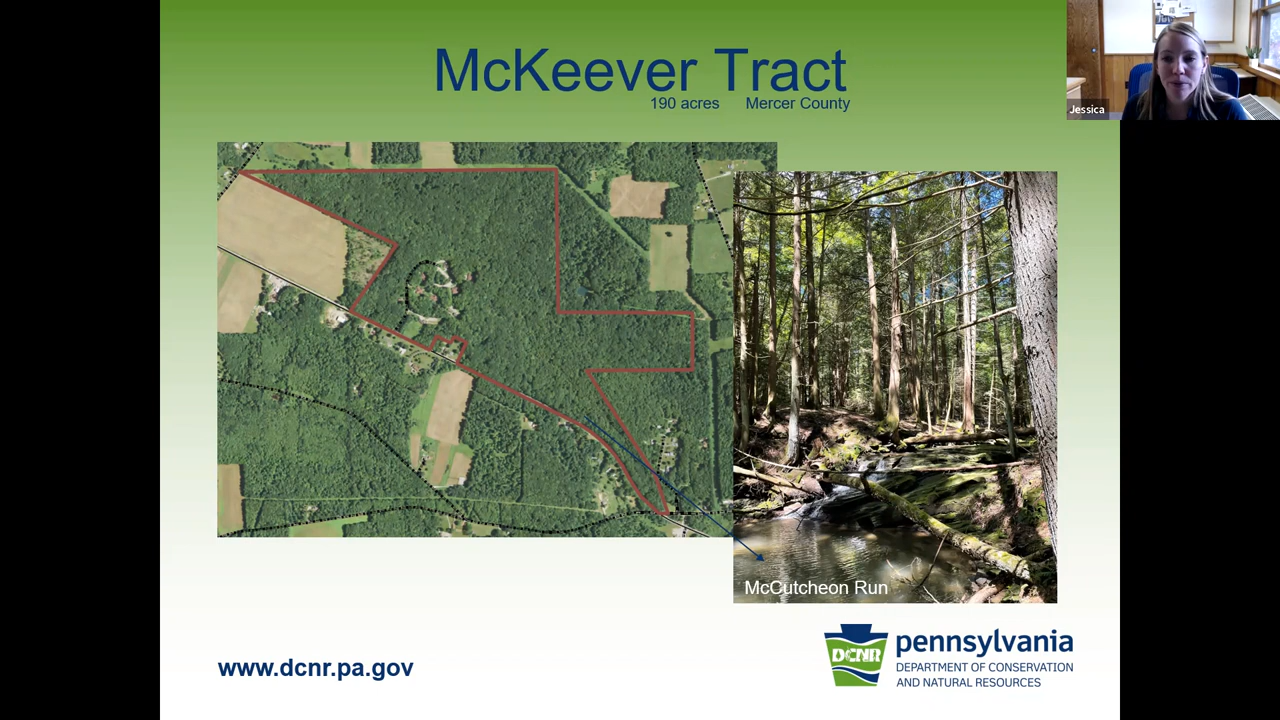 McKeever Tract
190 acres Mercer County
Jessica
McCutcheon Run
www.dcnr.pa.gov
DCNR
pennsylvania
DEPARTMENT OF CONSERVATION
AND NATURAL RESOURCES